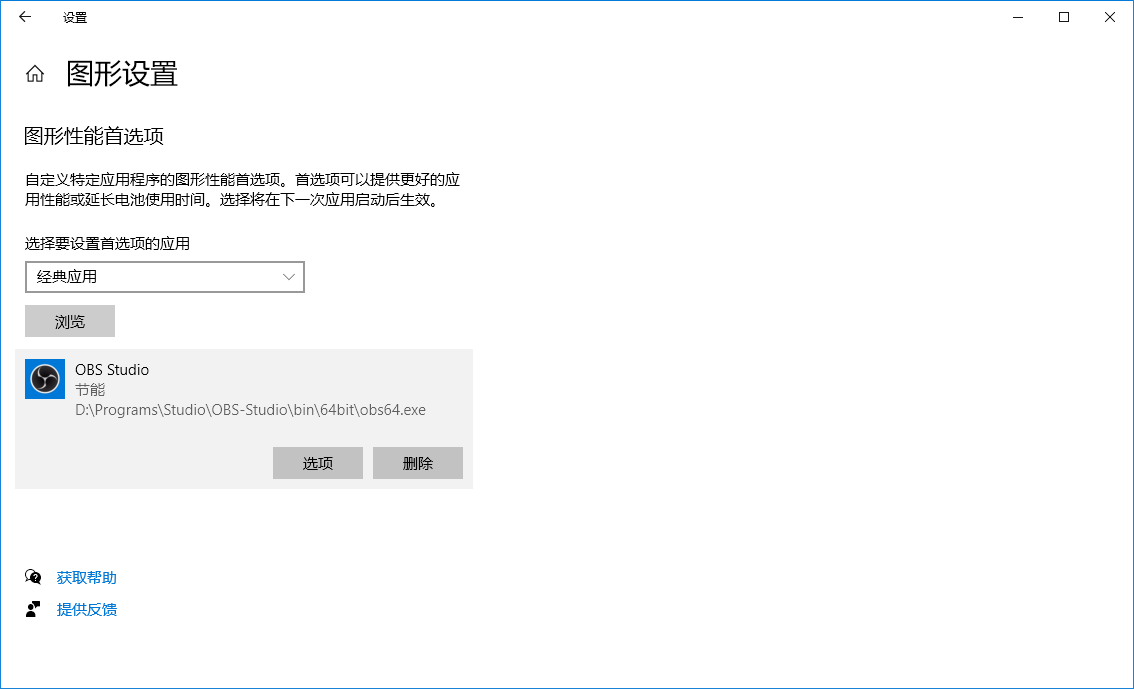 设置
图形设置
图形性能首选项
自定义特定应用程序的图形性能首选项。首选项可以提供更好的应
用性能或延长电池使用时间。选择将在下一次应用启动后生效。
选择要设置首选项的应用
经典应用
浏览
OBS Studio
节能
D:\Programs\Studio\OBS-Studio\bin\64bit\obs64.exe
选项
删除
获取帮助
提供反馈